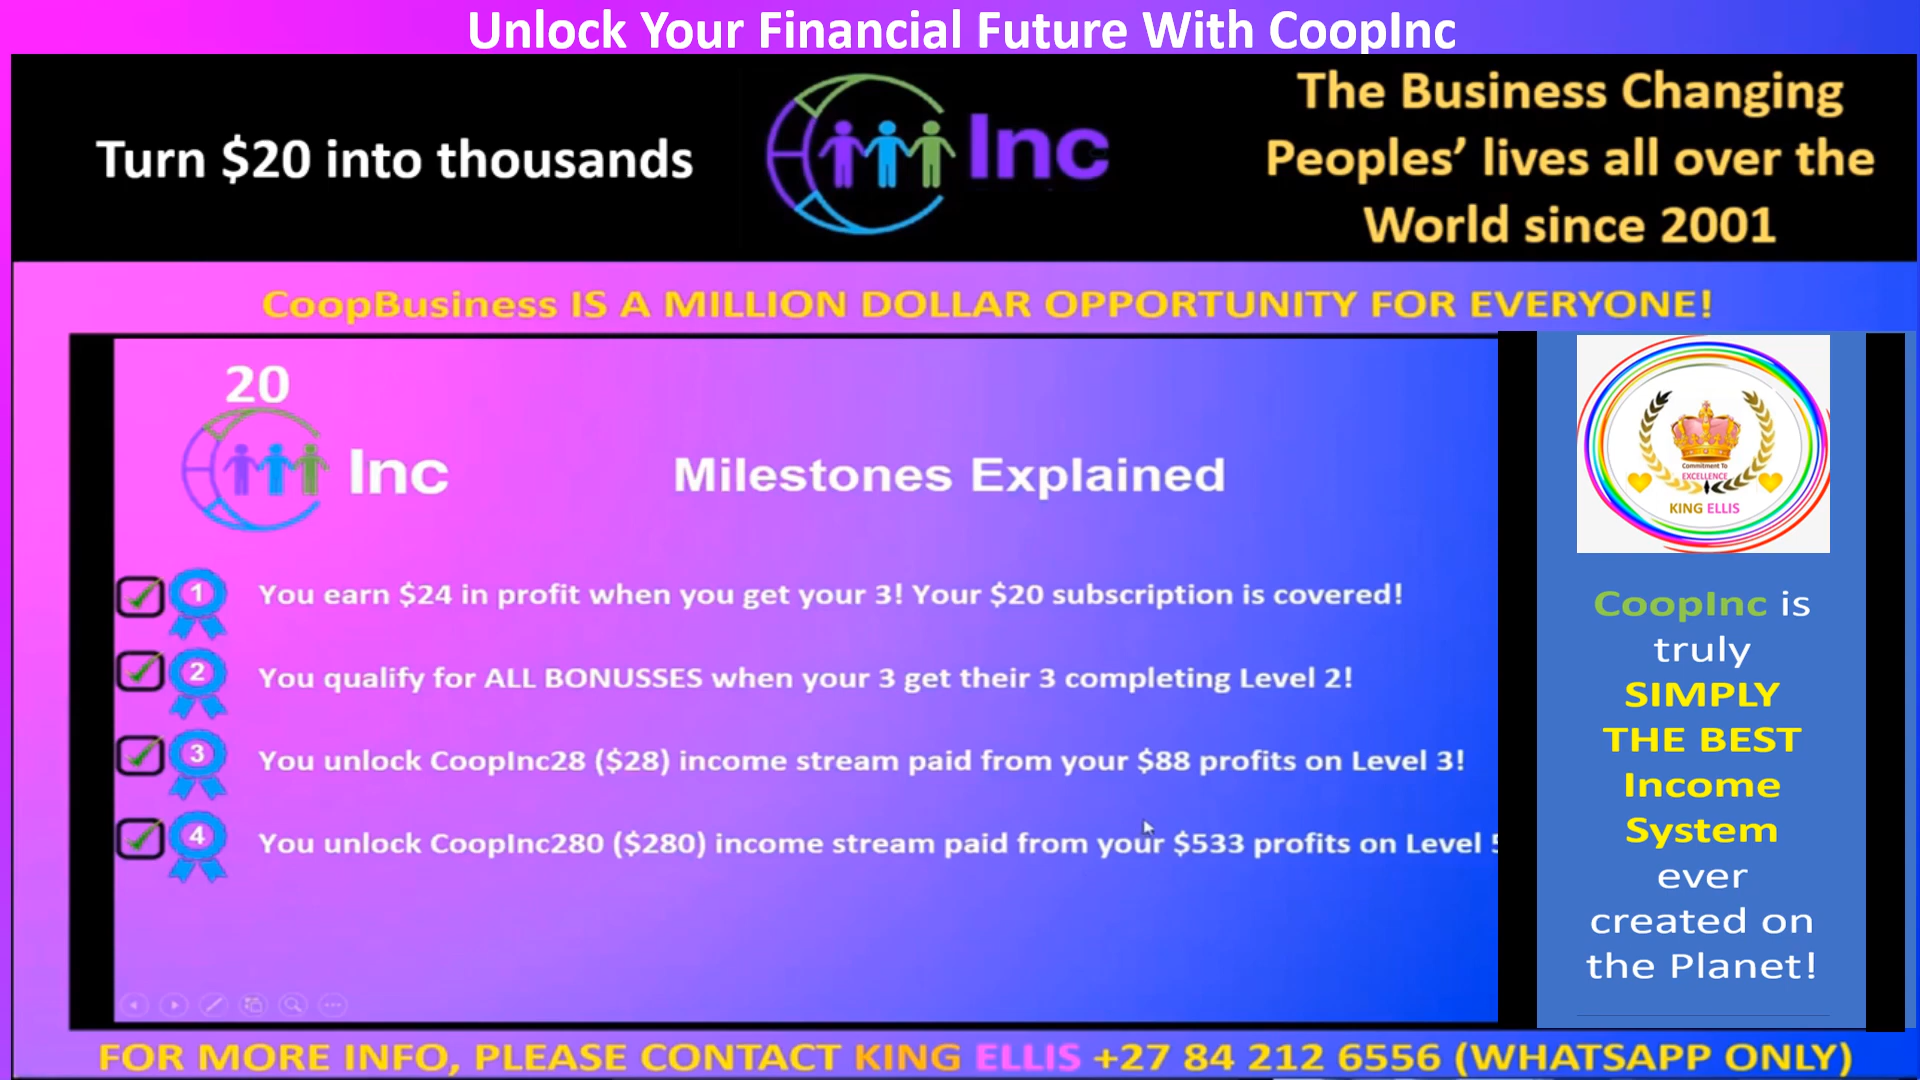 Unlock Your Financial Future With CoopInc
Turn $20 into thousands
Inc
The Business Changing
Peoples' lives all over the
World since 2001
CoopBusiness IS A MILLION DOLLAR OPPORTUNITY FOR EVERYONE!
20
Inc
Milestones Explained
1 You earn $24 in profit when you get your 3! Your $20 subscription is covered!
2 You qualify for ALL BONUSSES when your 3 get their 3 completing Level 2!
3 You unlock CoopInc28 ($28) income stream paid from your $88 profits on Level 3!
4 You unlock CoopInc280 ($280) income stream paid from your $533 profits on Level 5
Commitment To
EXCELLENCE
KING ELLIS
CoopInc is
truly
SIMPLY
THE BEST
Income
System
ever
created on
the Planet!
FOR MORE INFO, PLEASE CONTACT KING ELLIS +27 84 212 6556 (WHATSAPP ONLY)